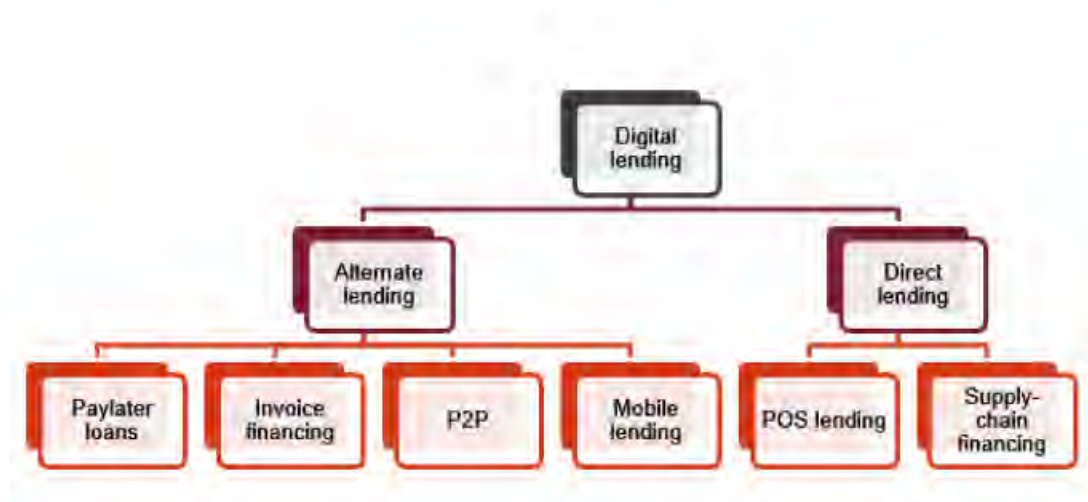 Digital
lending
Alternate
lending
Direct
lending
Paylater
loans
Invoice
financing
P2P
Mobile
lending
POS lending
Supply-
chain
financing